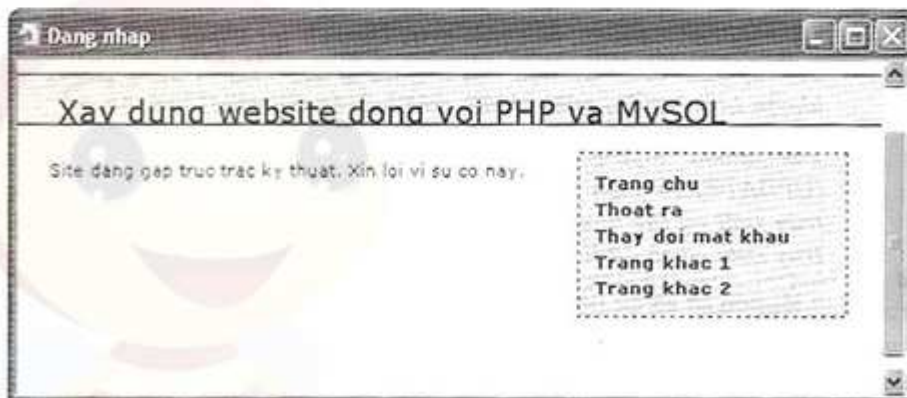 Dang nhap
Xay dung website dong voi PHP va MySQL
Site dang gap truc trac ky thuat. Xin loi vi su co nay.
Trang chu
Thoat ra
Thay doi mat khau
Trang khac 1
Trang khac 2